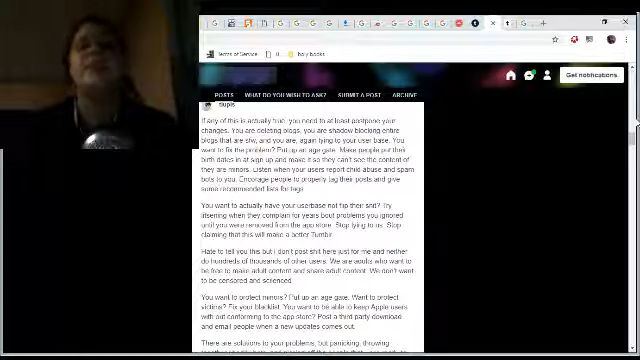 Terms of Service 0 holy books
Get notifications
POSTS WHAT DO YOU WISH TO ASK? SUBMIT A POST ARCHIVE
If any of this is actually true, you need to at least postpone your
changes. You are deleting blogs, you are shadow blocking entire
blogs that are sfw, and you are, again lying to your user base. You
want to fix the problem? Put up an age gate. Make people put their
birth dates in at sign up and make it so they can't see the content of
they are minors. Listen when your users report child abuse and spam
bots to you. Encorage people to properly tag their posts and give
some recommended lists for tags
You want to actually have your userbase not flip their shit? Try
litsening when they complain for years bout problems you ignored
until you were removed from the app store. Stop lying to us. Stop
claiming that this will make a better Tumblr
Hate to tell you this but i don't post shit here just for me and neither
do hundreds of thousands of other users. We are adults who want to
be free to make adult content and share adult content. We don't want
to be censored and screnced
You want to protect minors? Put up an age gate. Want to protect
victims? Fix your blacklist. You want to be able to keep Apple users
with out conforming to the app store? Post a third party download
and email people when a new updates comes out.
There are solutions to your problems, but panicking, throwing